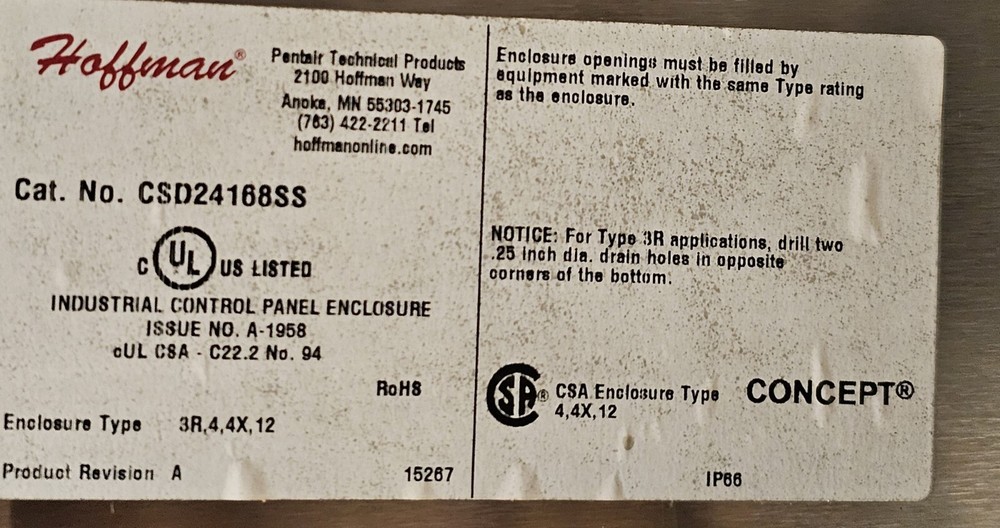 Hoffman®
Pentair Technical Products
2100 Hoffman Way
Anoka, MN 55303-1745
(763) 422-2211 Tel
hoffmanonline.com
Cat. No. CSD24168SS
C UL US LISTED
INDUSTRIAL CONTROL PANEL ENCLOSURE
ISSUE NO. A-1958
cUL CSA - C22.2 No. 94
RoHS
Enclosure Type 3R,4,4X,12
Product Revision A 15267
Enclosure openings must be filled by
equipment marked with the same Type rating
as the enclosure.
NOTICE: For Type 3R applications, drill two
.25 inch dia. drain holes in opposite
corners of the bottom.
SA® CSA Enclosure Type
4,4X,12
CONCEPT®
IP66